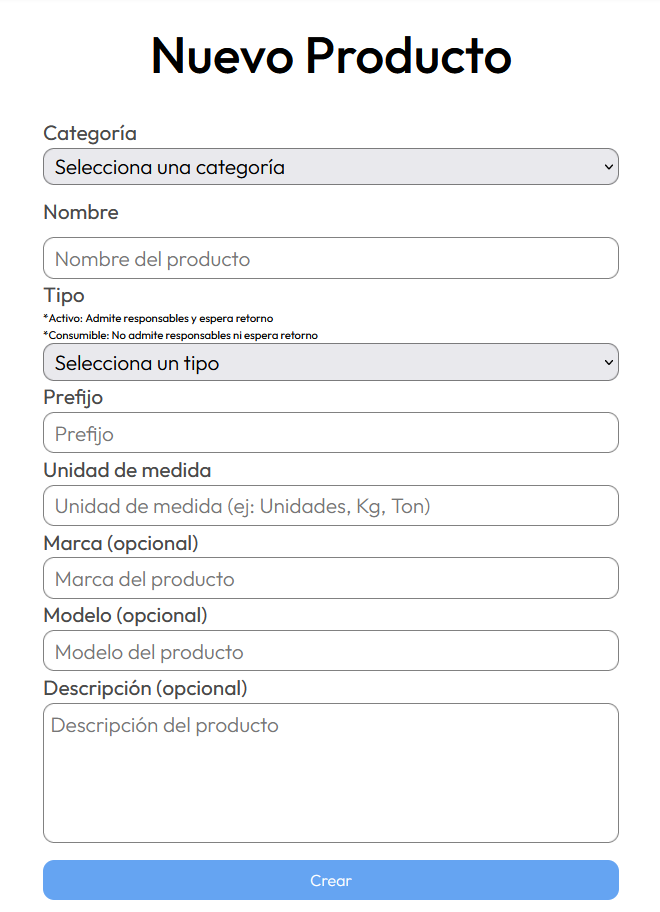 Nuevo Producto
Categoría
Selecciona una categoría
Nombre
Nombre del producto
Tipo
*Activo: Admite responsables y espera retorno
*Consumible: No admite responsables ni espera retorno
Selecciona un tipo
Prefijo
Prefijo
Unidad de medida
Unidad de medida (ej: Unidades, Kg, Ton)
Marca (opcional)
Marca del producto
Modelo (opcional)
Modelo del producto
Descripción (opcional)
Descripción del producto
Crear